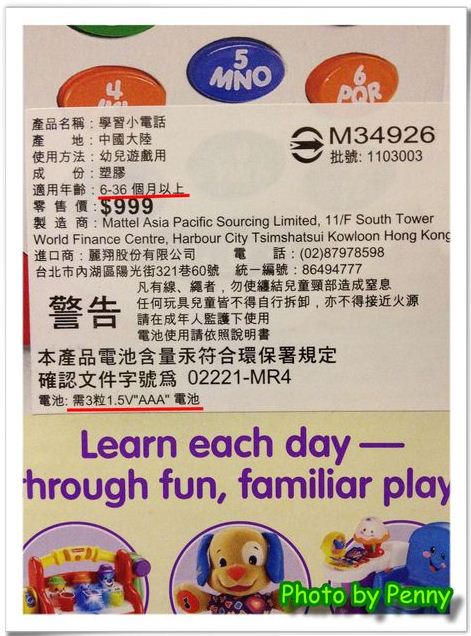 5
MNO
4
6
PQR
產品名稱：學習小電話
產　　地：中國大陸
使用方法：幼兒遊戲用
成　　份：塑膠
適用年齡：6-36 個月以上
零 售 價：$999
M34926
批號: 1103003
製 造 商：Mattel Asia Pacific Sourcing Limited, 11/F South Tower
World Finance Centre, Harbour City Tsimshatsui Kowloon Hong Kong
進口商：麗翔股份有限公司　　電　　話：(02)87978598
台北市內湖區陽光街321巷60號　統一編號：86494777
警告
凡有線、繩者，勿使纏結兒童頸部造成窒息
任何玩具兒童皆不得自行拆卸，亦不得接近火源
請在成年人監護下使用
電池使用請依照說明書
本產品電池含量汞符合環保署規定
確認文件字號為 02221-MR4
電池: 需3粒1.5V"AAA" 電池
Learn each day —
through fun, familiar play
Photo by Penny